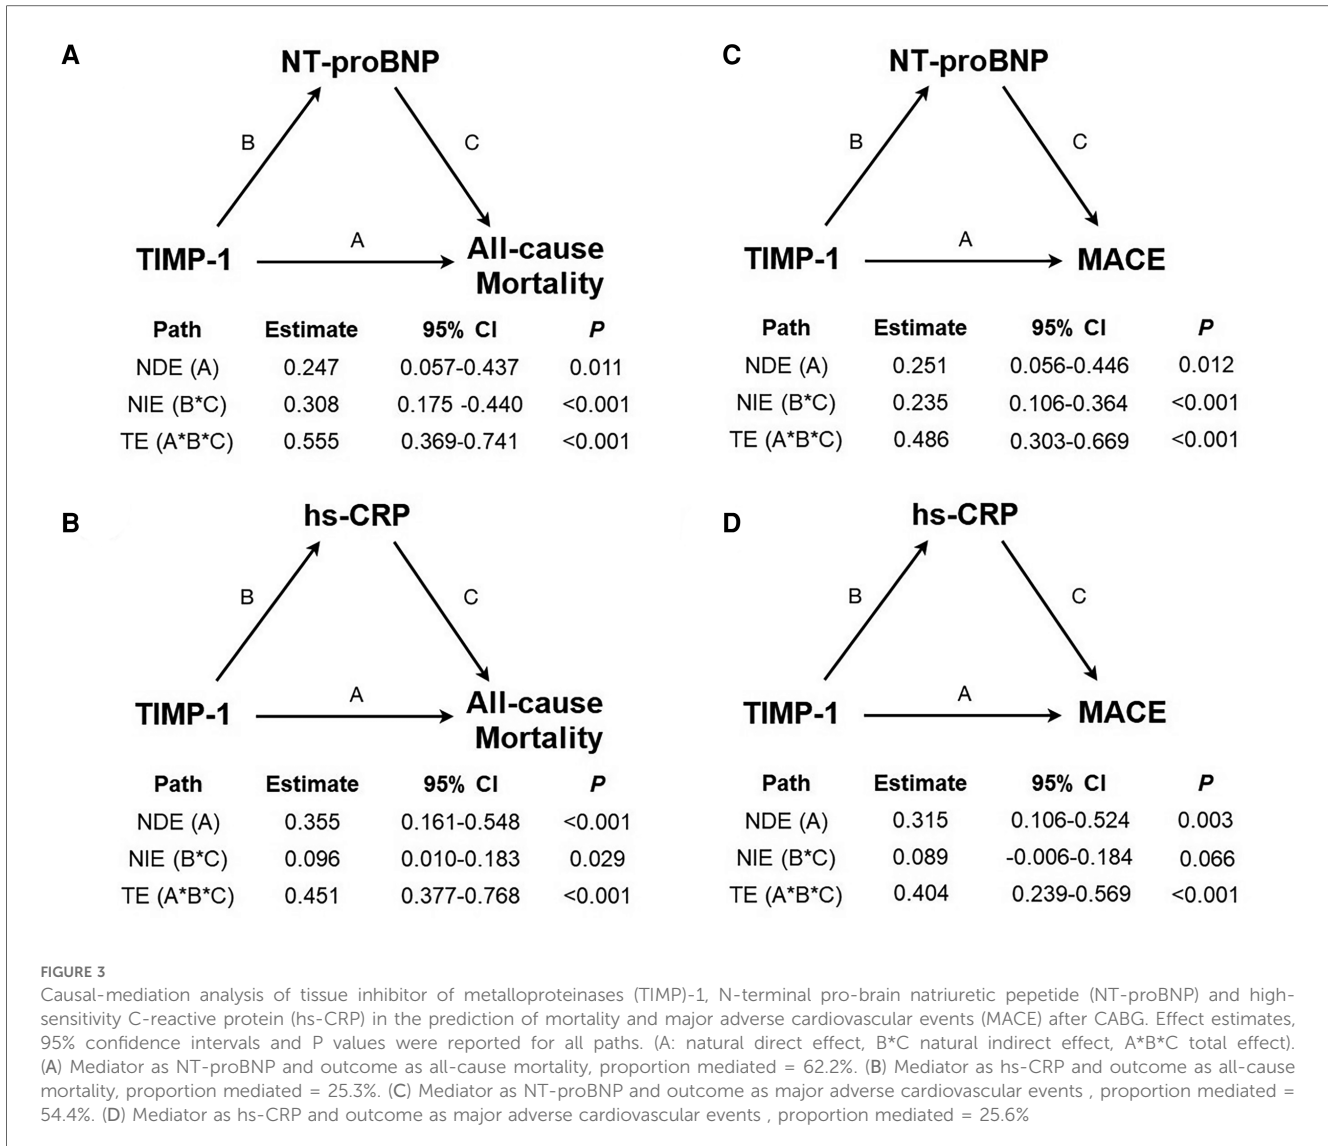 A
NT-proBNP
B
C
TIMP-1
A
All-cause
Mortality
Path Estimate 95% CI P
NDE (A) 0.247 0.057-0.437 0.011
NIE (B*C) 0.308 0.175 -0.440 <0.001
TE (A*B*C) 0.555 0.369-0.741 <0.001
C
NT-proBNP
B
C
TIMP-1
A
MACE
Path Estimate 95% CI P
NDE (A) 0.251 0.056-0.446 0.012
NIE (B*C) 0.235 0.106-0.364 <0.001
TE (A*B*C) 0.486 0.303-0.669 <0.001
B
hs-CRP
B
C
TIMP-1
A
All-cause
Mortality
Path Estimate 95% CI P
NDE (A) 0.355 0.161-0.548 <0.001
NIE (B*C) 0.096 0.010-0.183 0.029
TE (A*B*C) 0.451 0.377-0.768 <0.001
D
hs-CRP
B
C
TIMP-1
A
MACE
Path Estimate 95% CI P
NDE (A) 0.315 0.106-0.524 0.003
NIE (B*C) 0.089 -0.006-0.184 0.066
TE (A*B*C) 0.404 0.239-0.569 <0.001
FIGURE 3
Causal-mediation analysis of tissue inhibitor of metalloproteinases (TIMP)-1, N-terminal pro-brain natriuretic pepetide (NT-proBNP) and high-
sensitivity C-reactive protein (hs-CRP) in the prediction of mortality and major adverse cardiovascular events (MACE) after CABG. Effect estimates,
95% confidence intervals and P values were reported for all paths. (A: natural direct effect, B*C natural indirect effect, A*B*C total effect).
(A) Mediator as NT-proBNP and outcome as all-cause mortality, proportion mediated = 62.2%. (B) Mediator as hs-CRP and outcome as all-cause
mortality, proportion mediated = 25.3%. (C) Mediator as NT-proBNP and outcome as major adverse cardiovascular events , proportion mediated =
54.4%. (D) Mediator as hs-CRP and outcome as major adverse cardiovascular events , proportion mediated = 25.6%